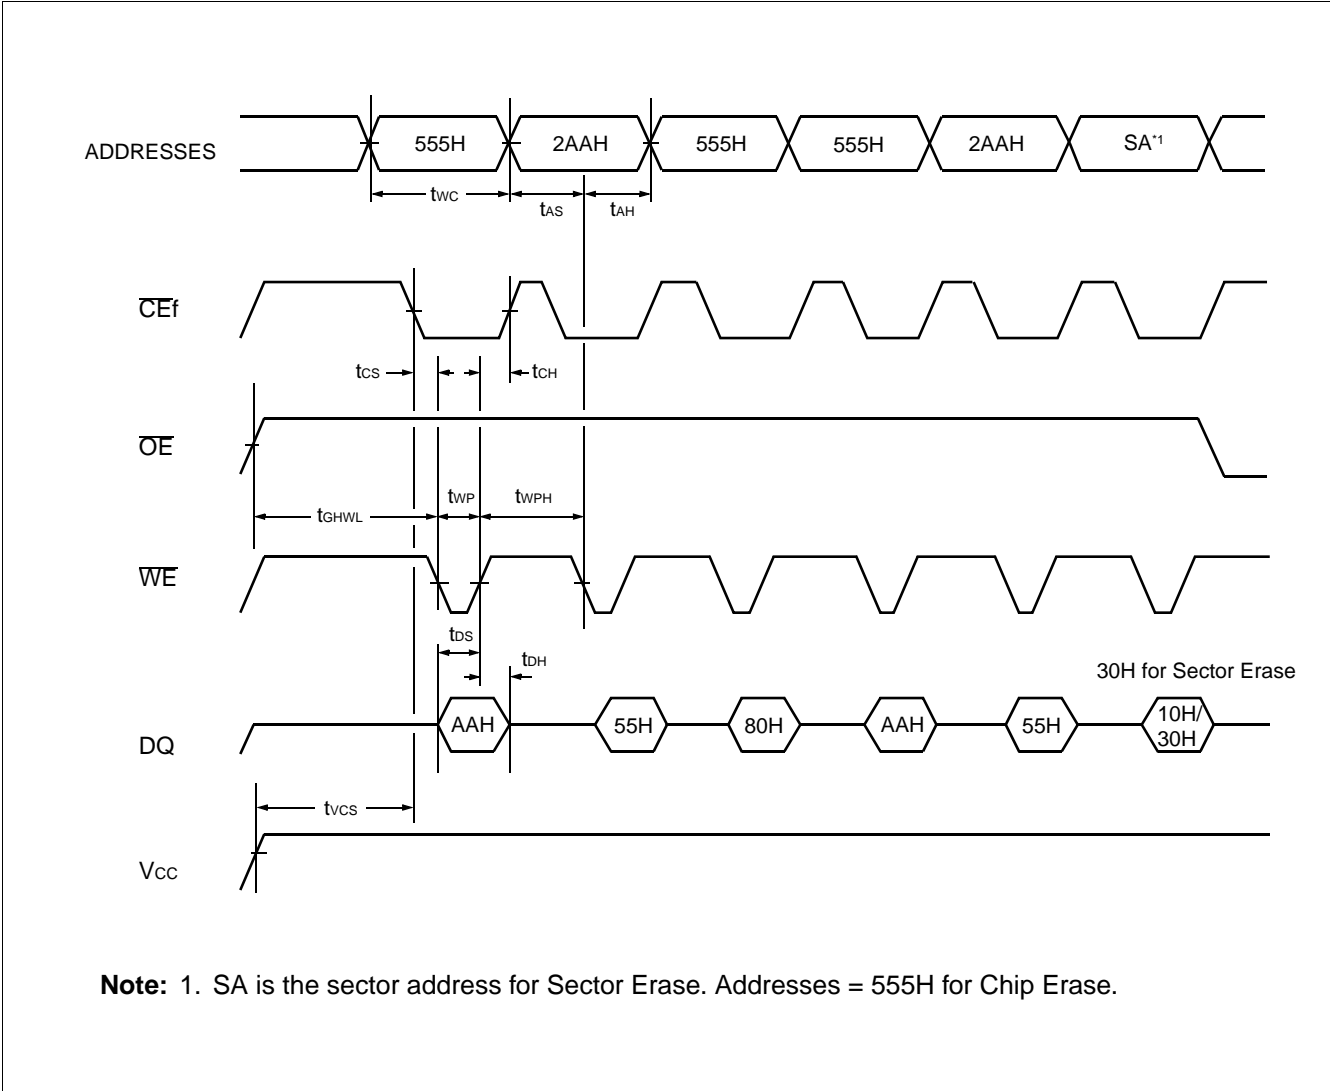 ADDRESSES 555H 2AAH 555H 555H 2AAH SA*1
tWC tAS tAH
CEf
tCS tCH
OE
tWP tWPH
tGHWL
WE
tDS
tDH
30H for Sector Erase
DQ AAH 55H 80H AAH 55H 10H/
30H
tVCS
VCC
Note: 1. SA is the sector address for Sector Erase. Addresses = 555H for Chip Erase.